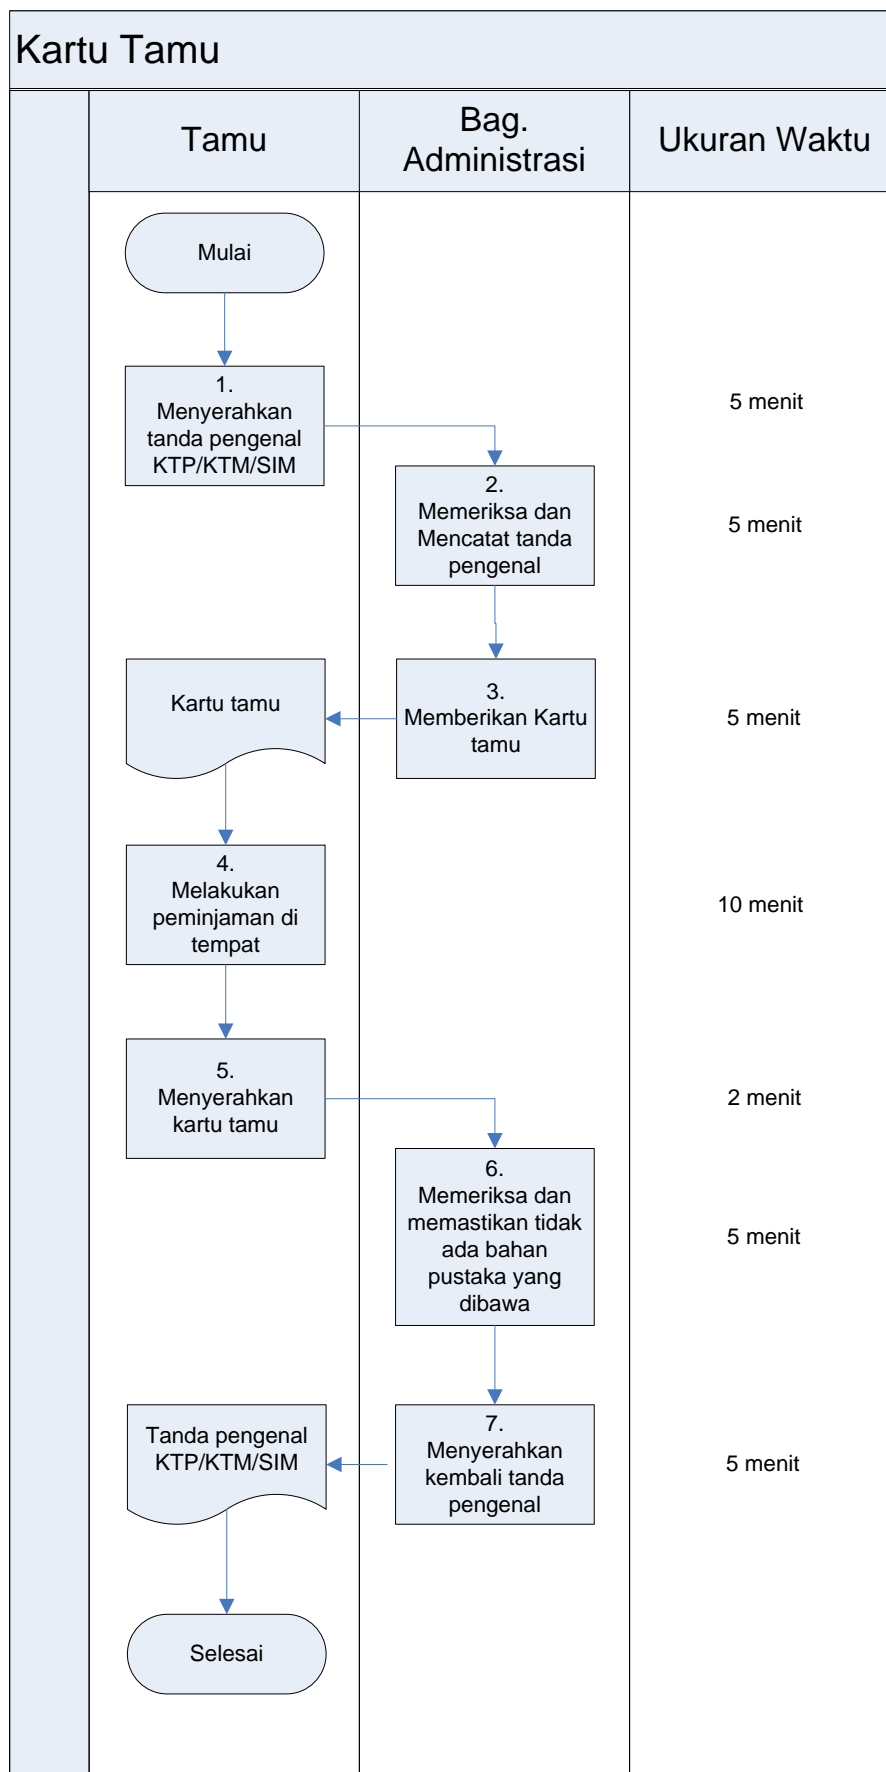 Kartu Tamu
Tamu
Bag.
Administrasi
Ukuran Waktu
Mulai
1.
Menyerahkan
tanda pengenal
KTP/KTM/SIM
5 menit
2.
Memeriksa dan
Mencatat tanda
pengenal
5 menit
Kartu tamu
3.
Memberikan Kartu
tamu
5 menit
4.
Melakukan
peminjaman di
tempat
10 menit
5.
Menyerahkan
kartu tamu
2 menit
6.
Memeriksa dan
memastikan tidak
ada bahan
pustaka yang
dibawa
5 menit
Tanda pengenal
KTP/KTM/SIM
7.
Menyerahkan
kembali tanda
pengenal
5 menit
Selesai